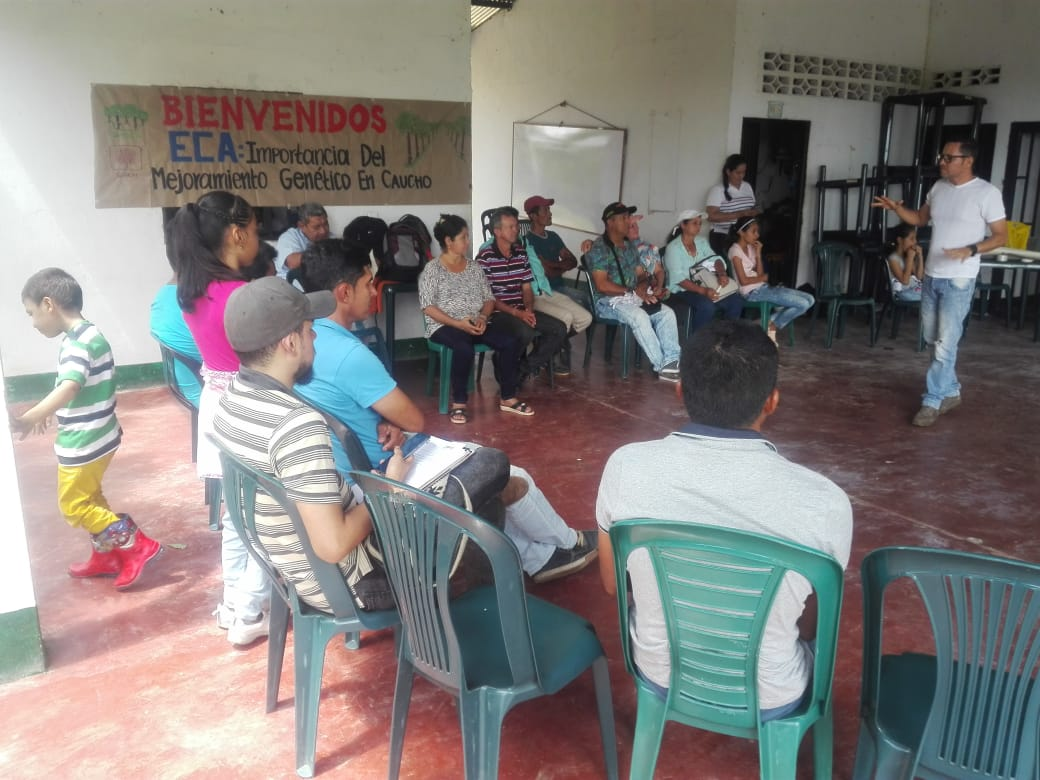 BIENVENIDOS
ECA: Importancia Del
Mejoramiento Genético En Caucho